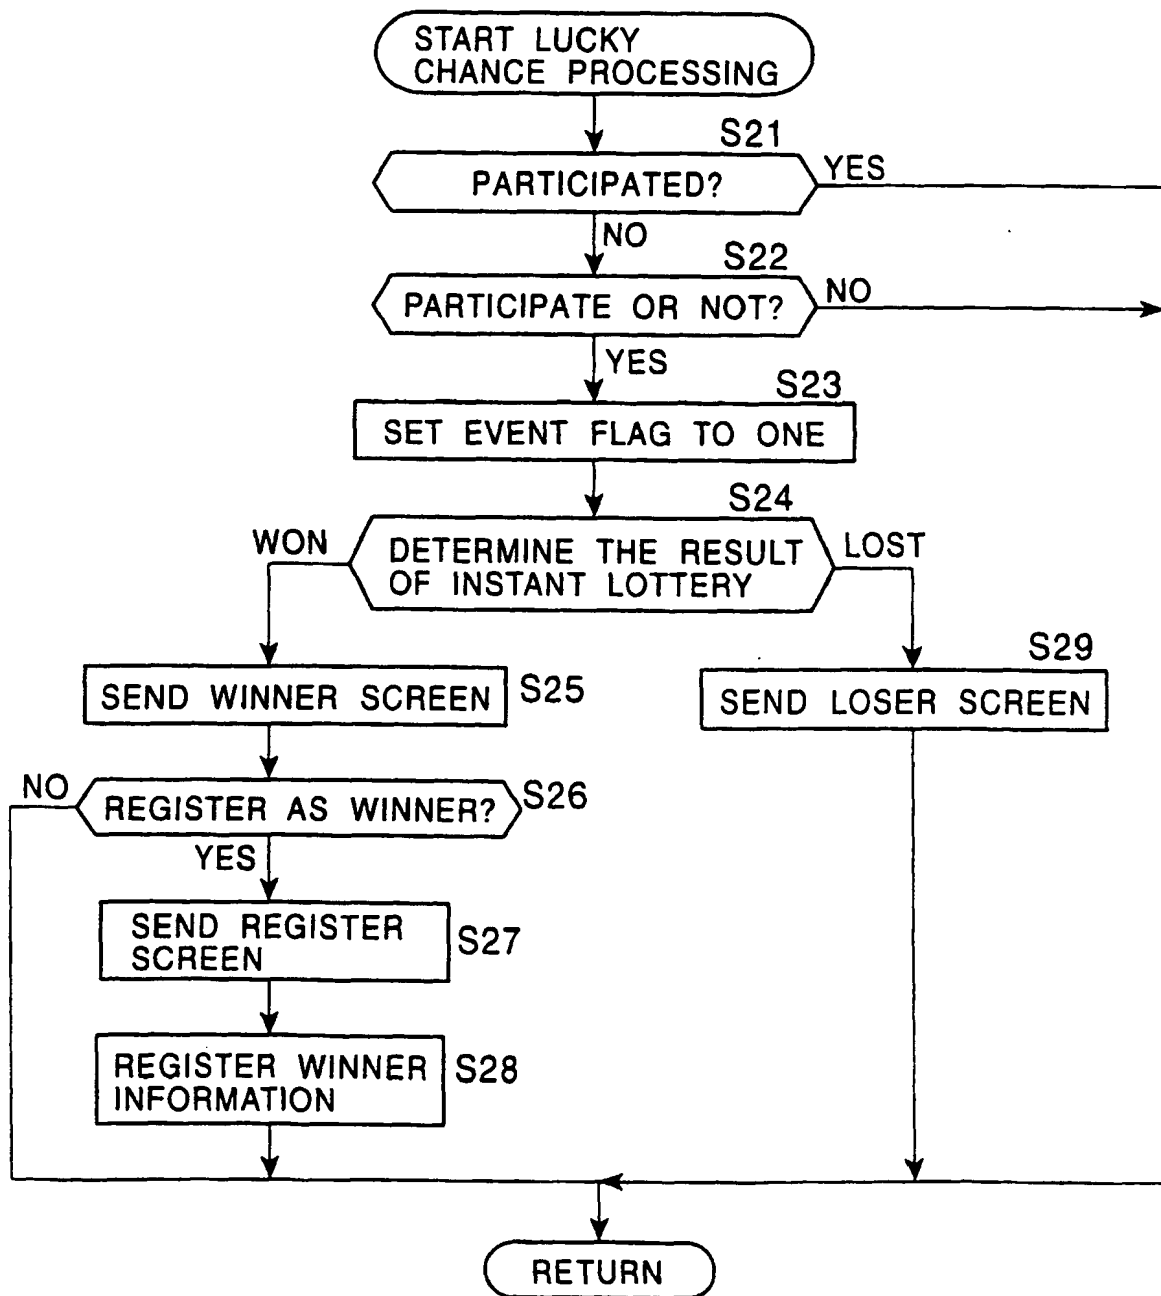 START LUCKY
CHANCE PROCESSING
S21
PARTICIPATED?
YES
NO
S22
PARTICIPATE OR NOT?
NO
YES
S23
SET EVENT FLAG TO ONE
S24
WON
DETERMINE THE RESULT
OF INSTANT LOTTERY
LOST
S29
SEND WINNER SCREEN
S25
SEND LOSER SCREEN
NO
REGISTER AS WINNER?
S26
YES
SEND REGISTER
SCREEN
S27
REGISTER WINNER
INFORMATION
S28
RETURN